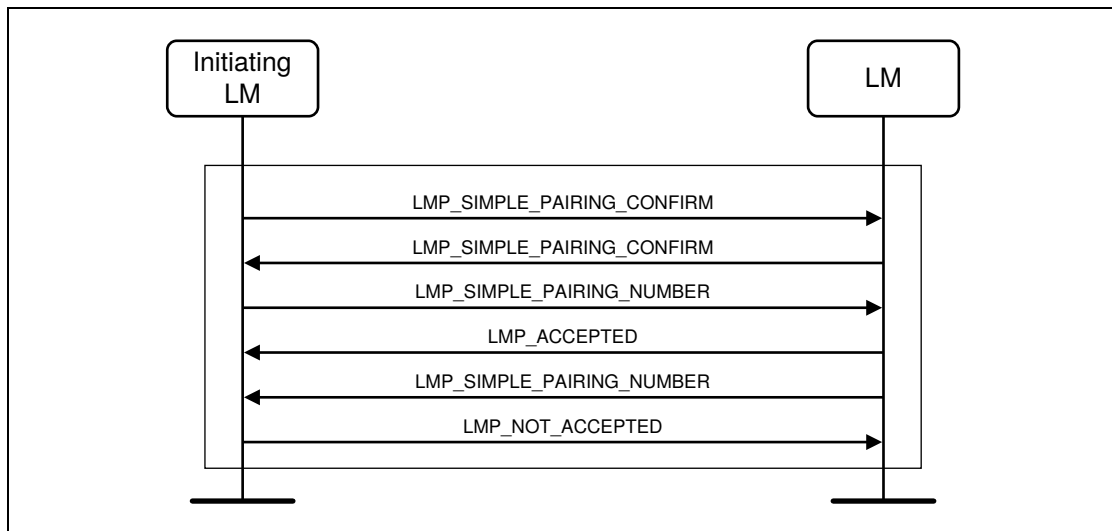 Initiating
LM
LM
LMP_SIMPLE_PAIRING_CONFIRM
LMP_SIMPLE_PAIRING_CONFIRM
LMP_SIMPLE_PAIRING_NUMBER
LMP_ACCEPTED
LMP_SIMPLE_PAIRING_NUMBER
LMP_NOT_ACCEPTED